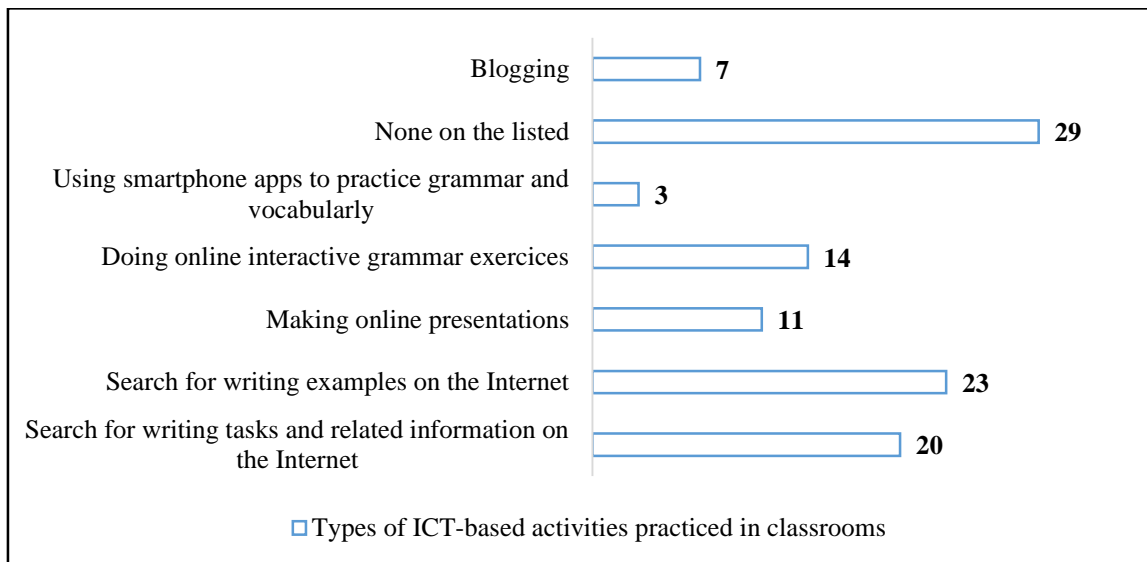 Blogging 7
None on the listed 29
Using smartphone apps to practice grammar and
vocabularly 3
Doing online interactive grammar exercices 14
Making online presentations 11
Search for writing examples on the Internet 23
Search for writing tasks and related information on
the Internet 20
Types of ICT-based activities practiced in classrooms